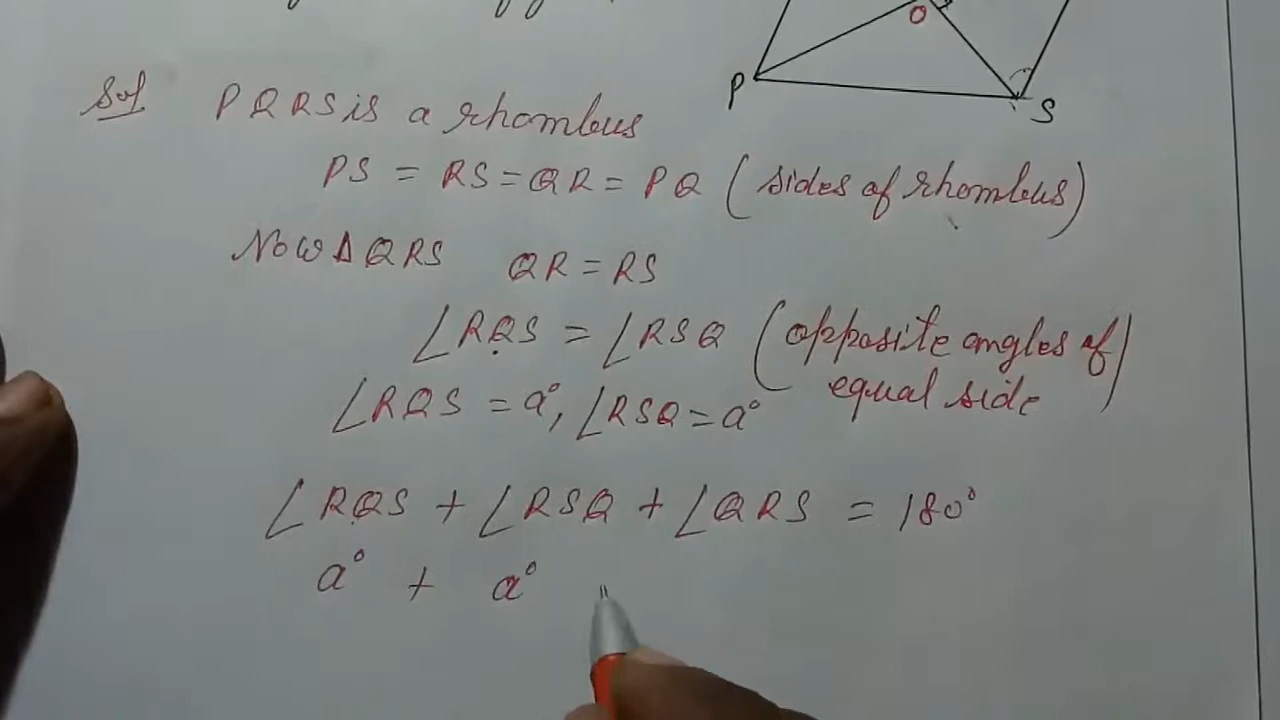 O
P
S
Sol PQRS is a rhombus
PS = RS = QR = PQ (sides of rhombus)
Now Δ QRS QR = RS
∠RQS = ∠RSQ (opposite angles of
equal side)
∠RQS = a°, ∠RSQ = a°
∠RQS + ∠RSQ + ∠QRS = 180°
a° + a°